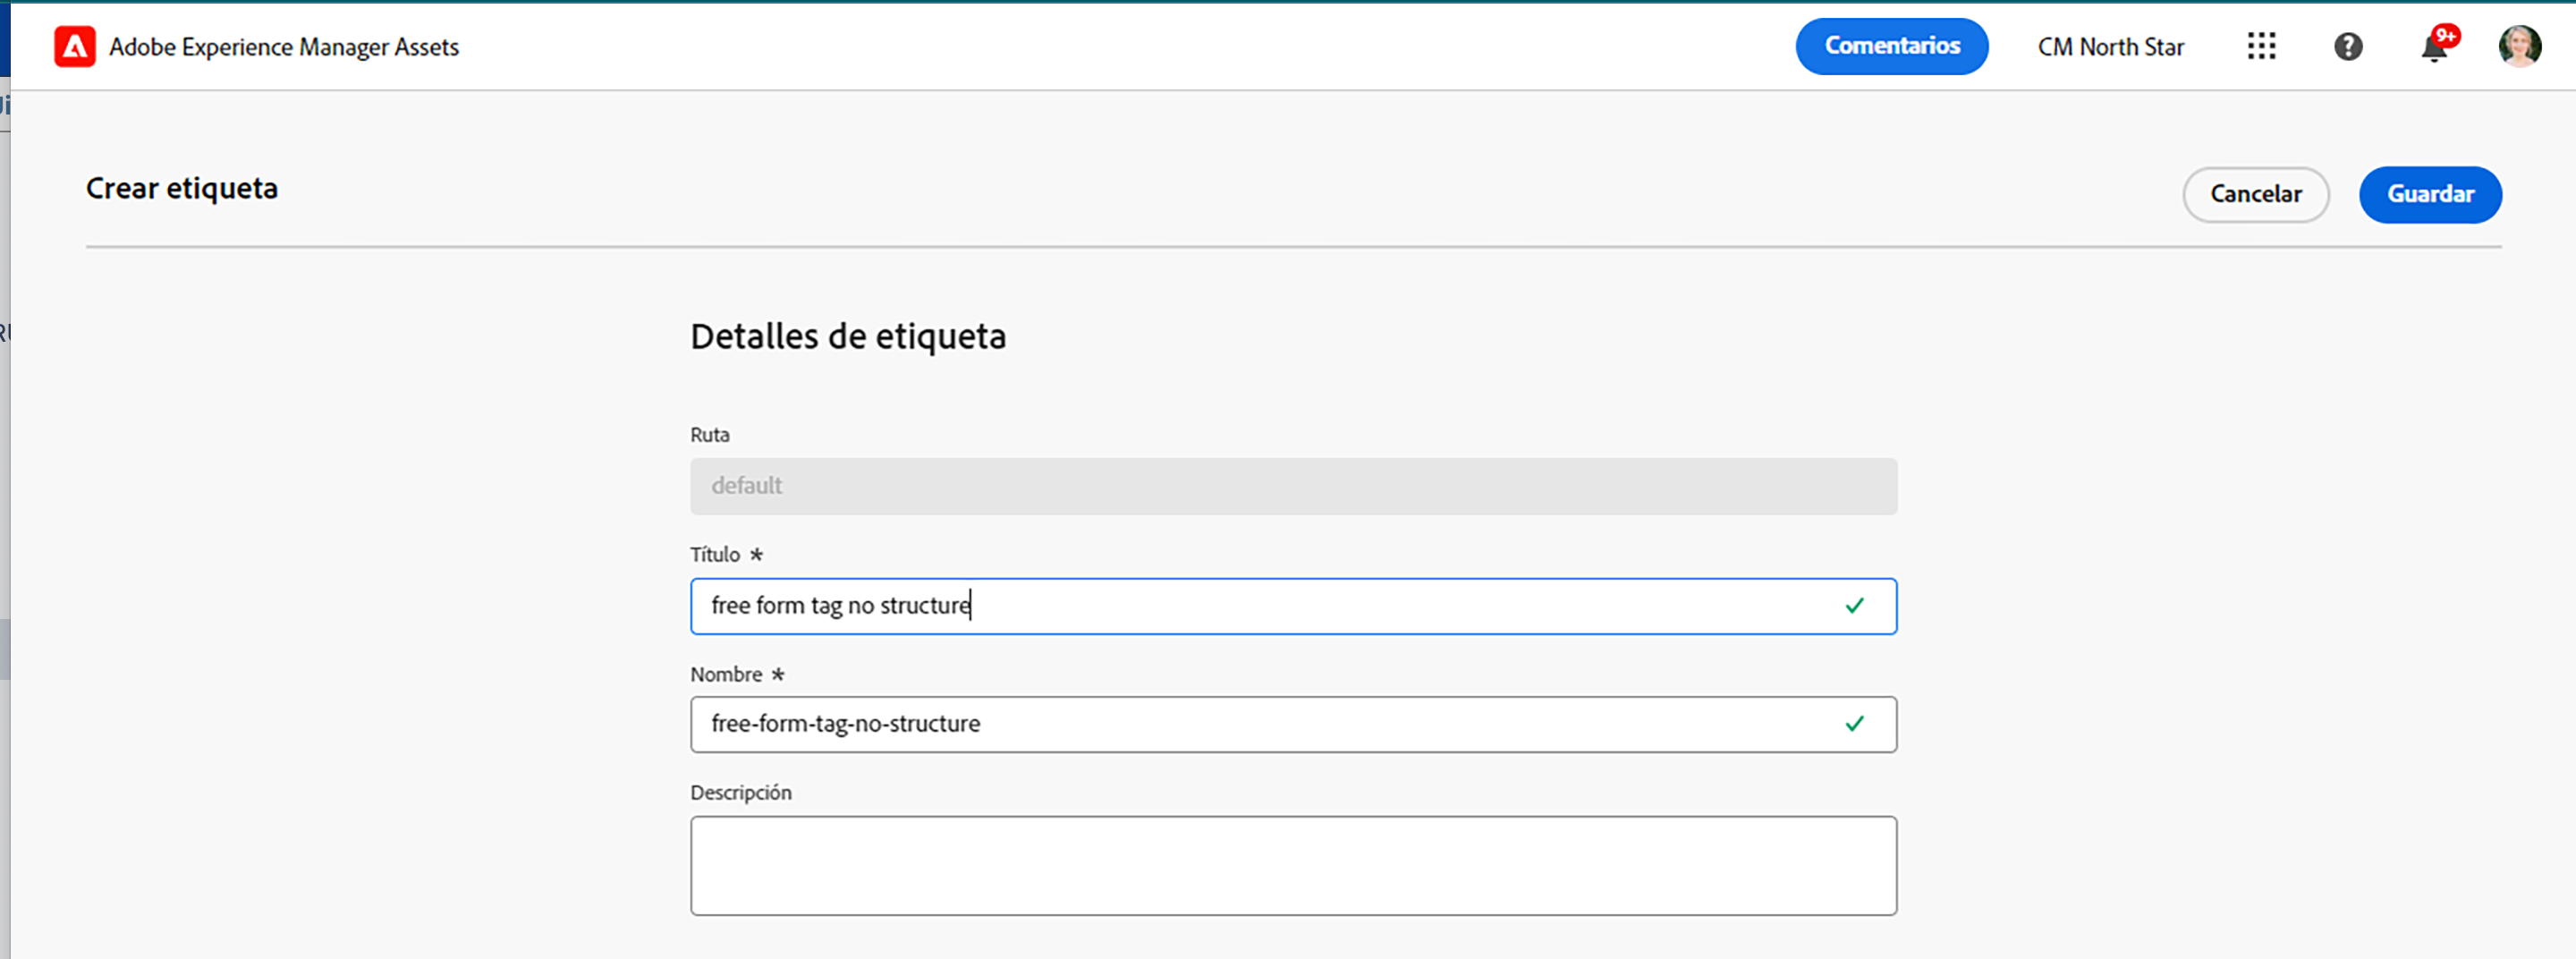 Adobe Experience Manager Assets
Comentarios
CM North Star
9+
Crear etiqueta
Cancelar
Guardar
Detalles de etiqueta
Ruta
default
Título *
free form tag no structure
Nombre *
free-form-tag-no-structure
Descripción